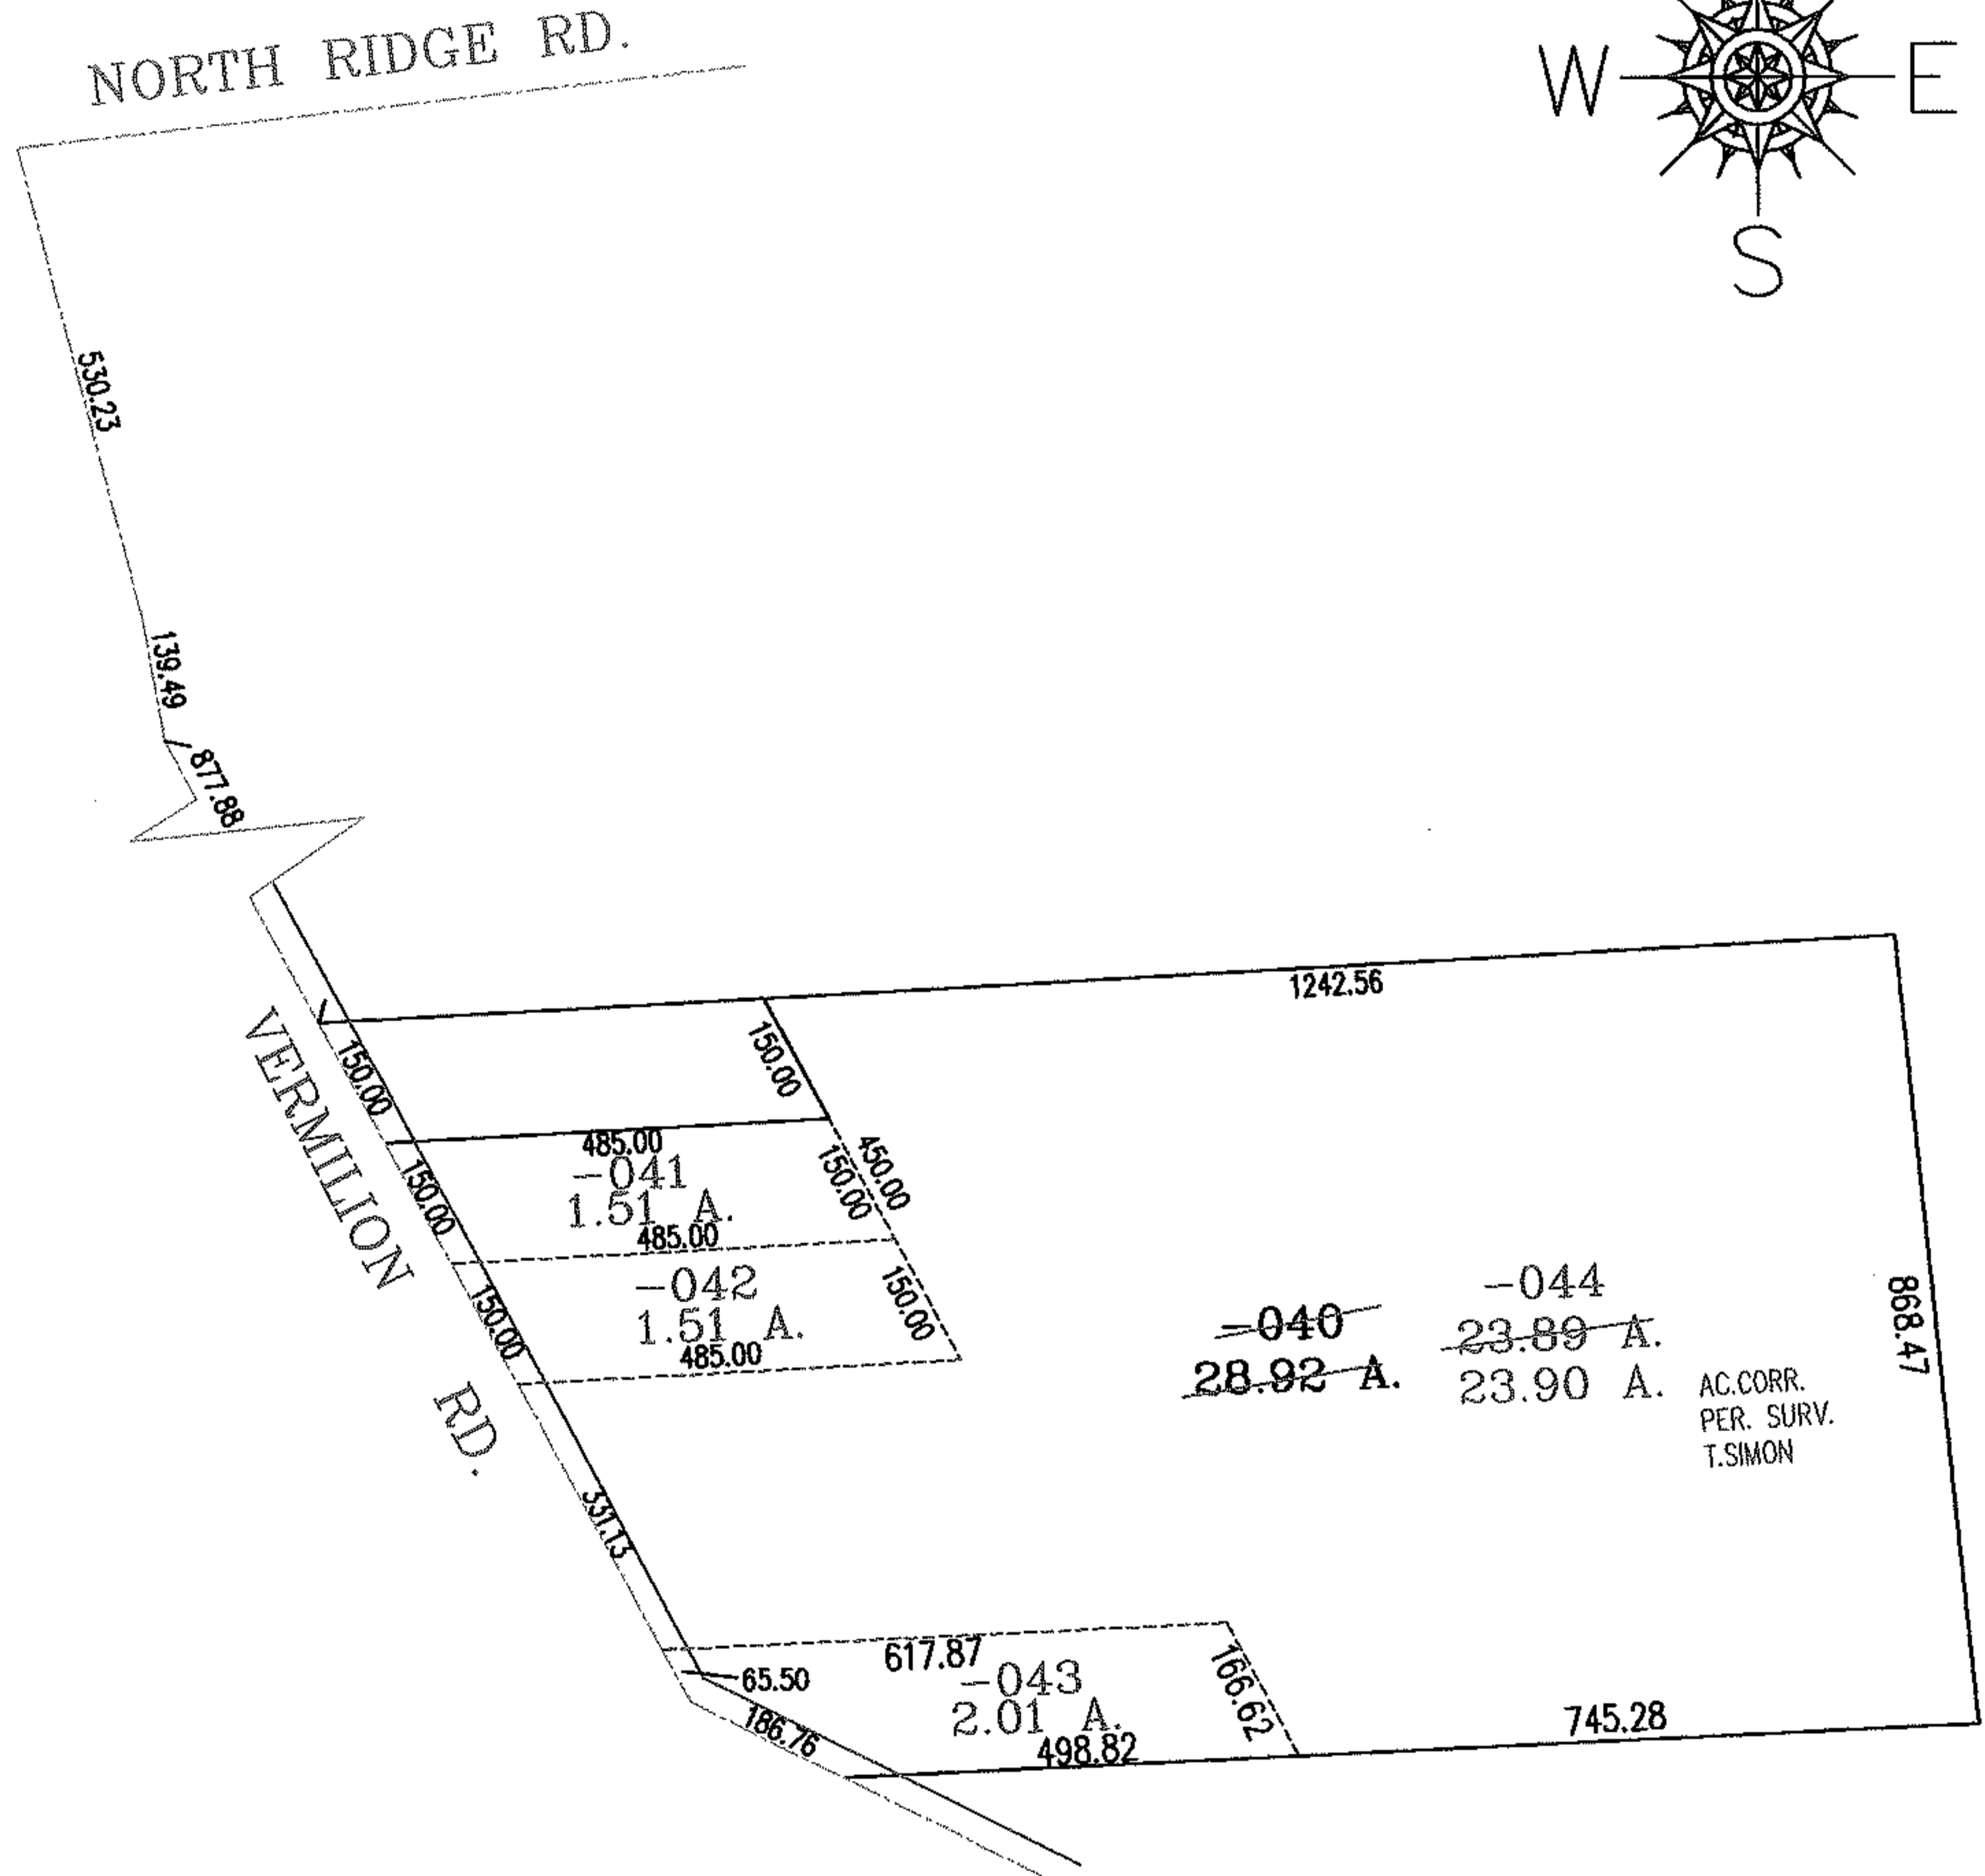 NORTH RIDGE RD.
W E
S
530.23
139.49
877.88
VERMILION RD.
1242.56
150.00
150.00
485.00
-041
1.51 A.
485.00
150.00
150.00
450.00
-042
1.51 A.
485.00
150.00
150.00
-040
28.92 A.
-044
23.89 A.
23.90 A.
AC.CORR.
PER. SURV.
T.SIMON
868.47
331.13
617.87
-043
2.01 A.
498.82
65.50
186.76
166.62
745.28